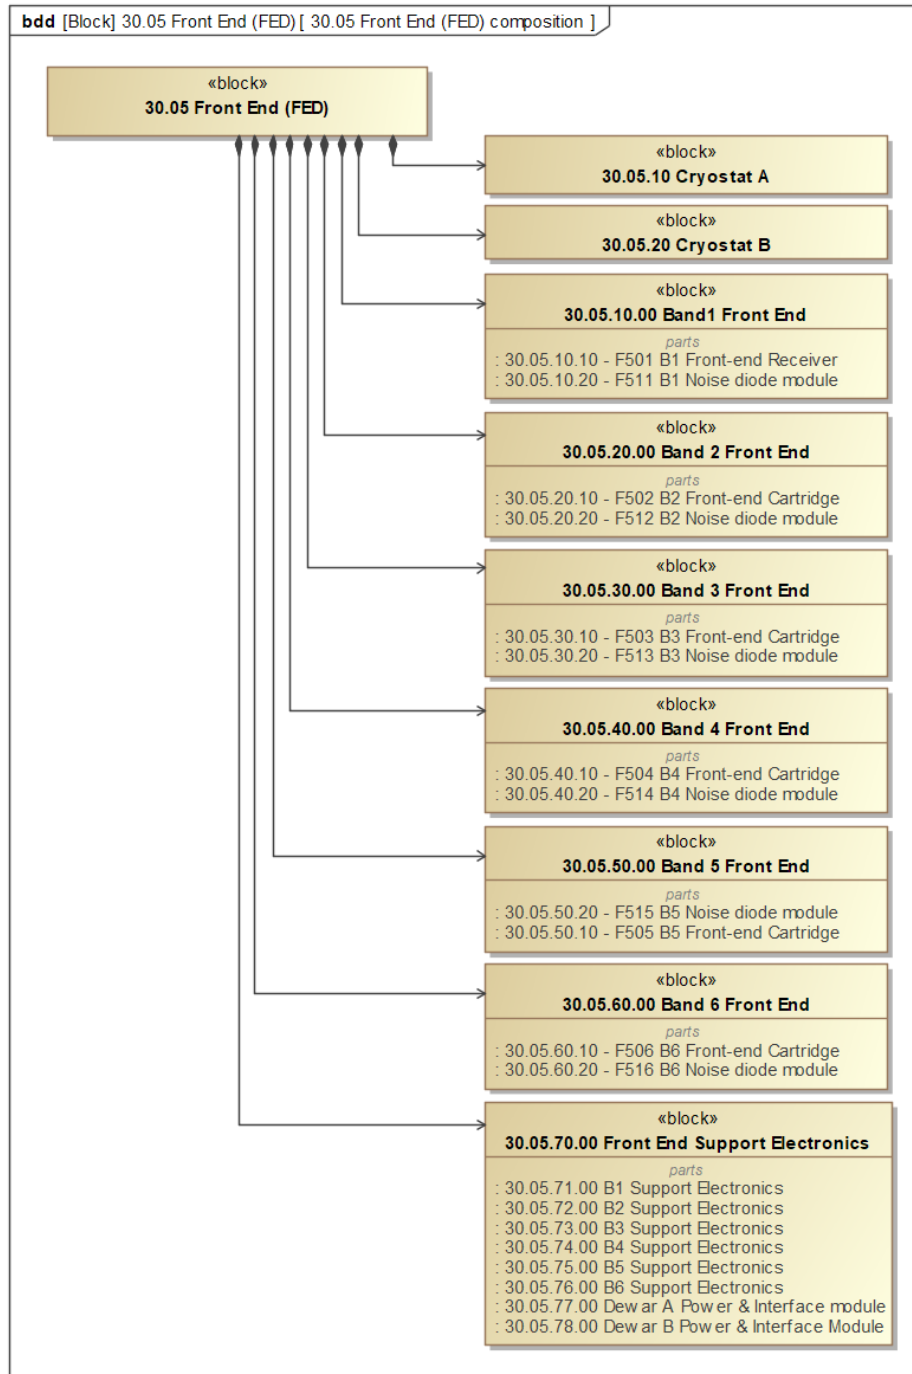 bdd [Block] 30.05 Front End (FED) [ 30.05 Front End (FED) composition ]
«block»
30.05 Front End (FED)
«block»
30.05.10 Cryostat A
«block»
30.05.20 Cryostat B
«block»
30.05.10.00 Band1 Front End
parts
: 30.05.10.10 - F501 B1 Front-end Receiver
: 30.05.10.20 - F511 B1 Noise diode module
«block»
30.05.20.00 Band 2 Front End
parts
: 30.05.20.10 - F502 B2 Front-end Cartridge
: 30.05.20.20 - F512 B2 Noise diode module
«block»
30.05.30.00 Band 3 Front End
parts
: 30.05.30.10 - F503 B3 Front-end Cartridge
: 30.05.30.20 - F513 B3 Noise diode module
«block»
30.05.40.00 Band 4 Front End
parts
: 30.05.40.10 - F504 B4 Front-end Cartridge
: 30.05.40.20 - F514 B4 Noise diode module
«block»
30.05.50.00 Band 5 Front End
parts
: 30.05.50.20 - F515 B5 Noise diode module
: 30.05.50.10 - F505 B5 Front-end Cartridge
«block»
30.05.60.00 Band 6 Front End
parts
: 30.05.60.10 - F506 B6 Front-end Cartridge
: 30.05.60.20 - F516 B6 Noise diode module
«block»
30.05.70.00 Front End Support Electronics
parts
: 30.05.71.00 B1 Support Electronics
: 30.05.72.00 B2 Support Electronics
: 30.05.73.00 B3 Support Electronics
: 30.05.74.00 B4 Support Electronics
: 30.05.75.00 B5 Support Electronics
: 30.05.76.00 B6 Support Electronics
: 30.05.77.00 Dewar A Power & Interface module
: 30.05.78.00 Dewar B Power & Interface Module